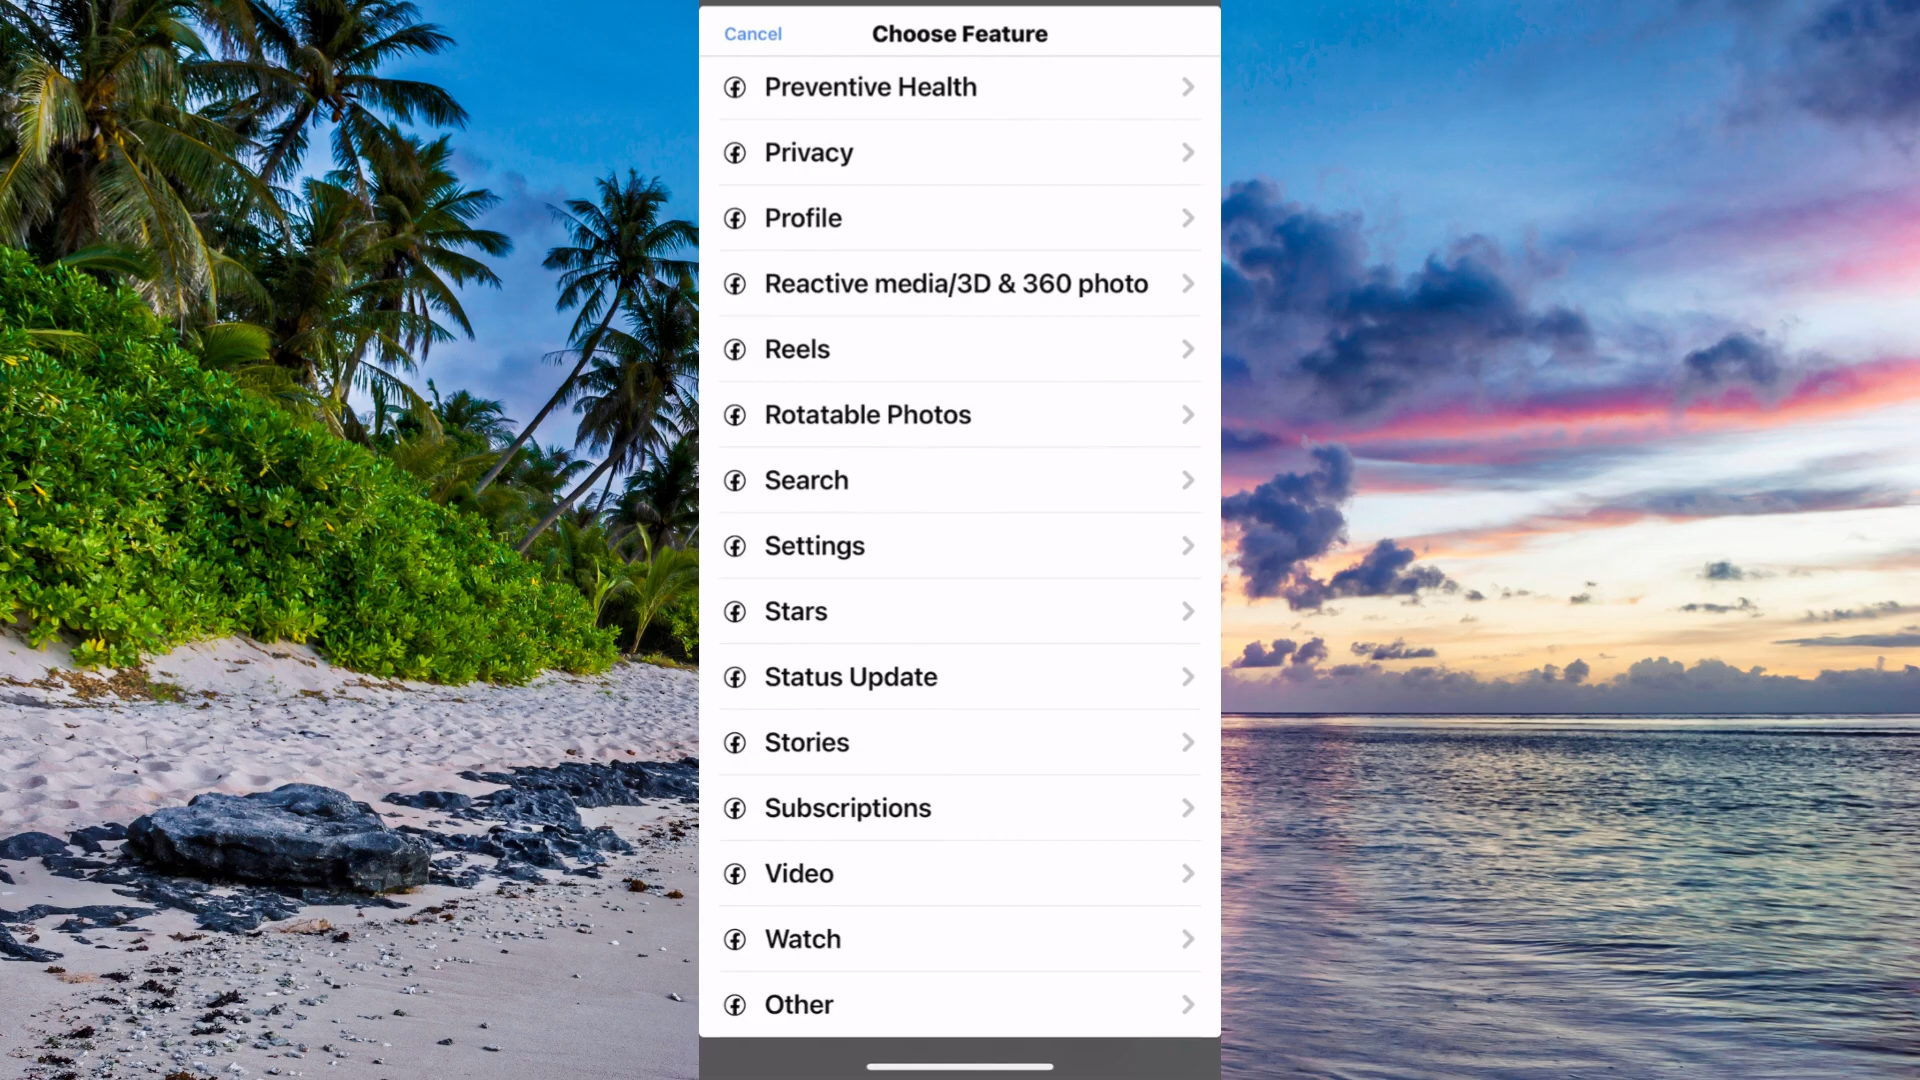 Cancel
Choose Feature
Preventive Health
Privacy
Profile
Reactive media/3D & 360 photo
Reels
Rotatable Photos
Search
Settings
Stars
Status Update
Stories
Subscriptions
Video
Watch
Other